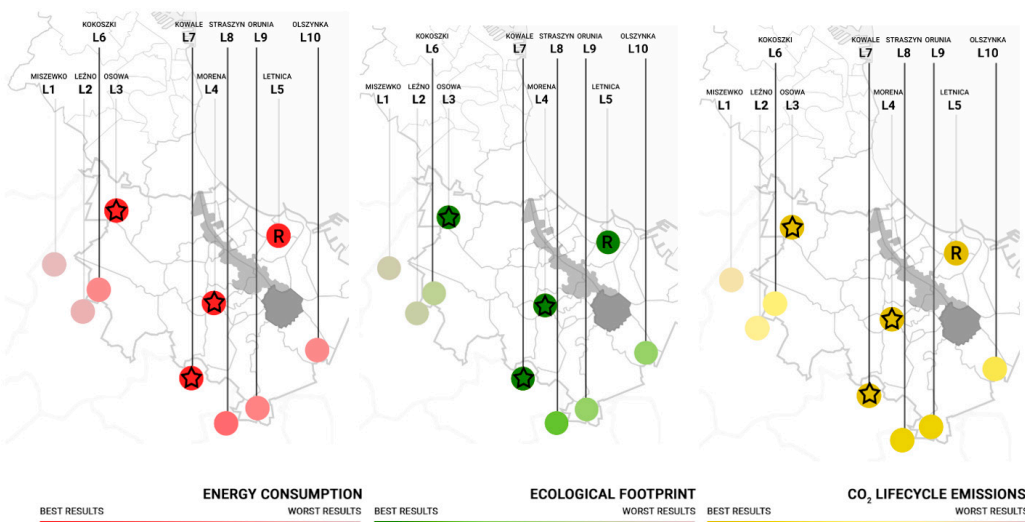 KOKOSZKI
L6
KOWALE
L7
STRASZYN
L8
ORUNIA
L9
OLSZYNKA
L10
MISZEWKO
L1
LEŹNO
L2
OSOWA
L3
MORENA
L4
LETNICA
L5
R
ENERGY CONSUMPTION
BEST RESULTS WORST RESULTS
KOKOSZKI
L6
KOWALE
L7
STRASZYN
L8
ORUNIA
L9
OLSZYNKA
L10
MISZEWKO
L1
LEŹNO
L2
OSOWA
L3
MORENA
L4
LETNICA
L5
R
ECOLOGICAL FOOTPRINT
BEST RESULTS WORST RESULTS
KOKOSZKI
L6
KOWALE
L7
STRASZYN
L8
ORUNIA
L9
OLSZYNKA
L10
MISZEWKO
L1
LEŹNO
L2
OSOWA
L3
MORENA
L4
LETNICA
L5
R
CO₂ LIFECYCLE EMISSIONS
BEST RESULTS WORST RESULTS